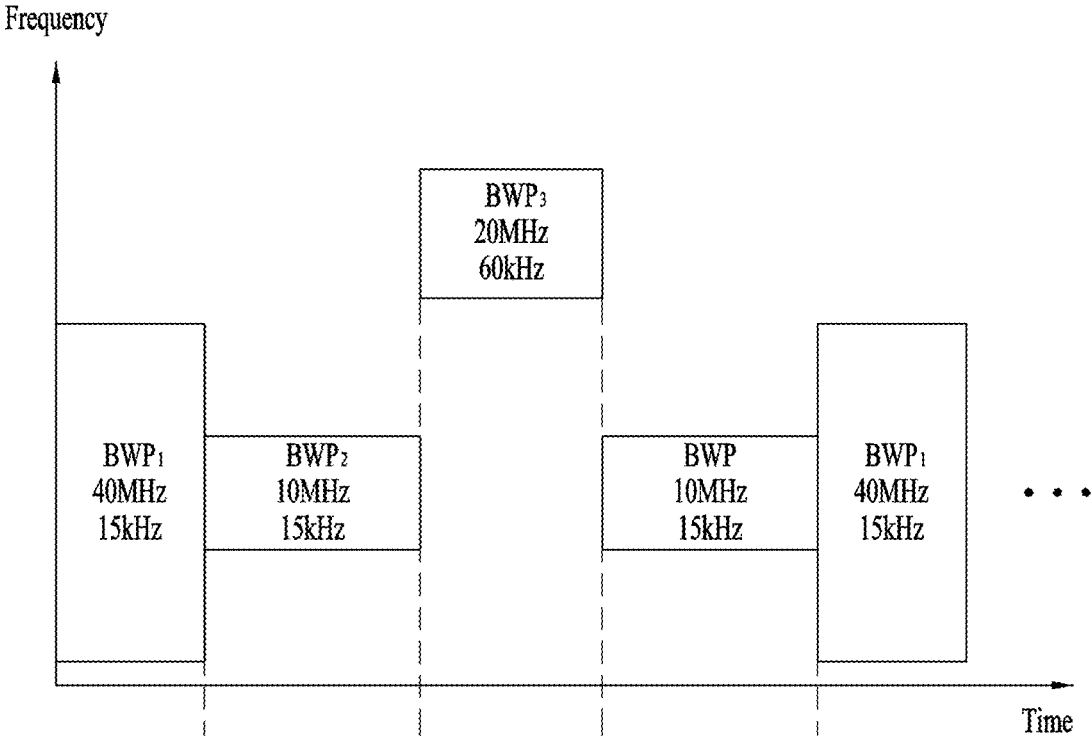 Frequency
BWP₃
20MHz
60kHz
BWP₁
40MHz
15kHz
BWP₂
10MHz
15kHz
BWP
10MHz
15kHz
BWP₁
40MHz
15kHz
• • •
Time